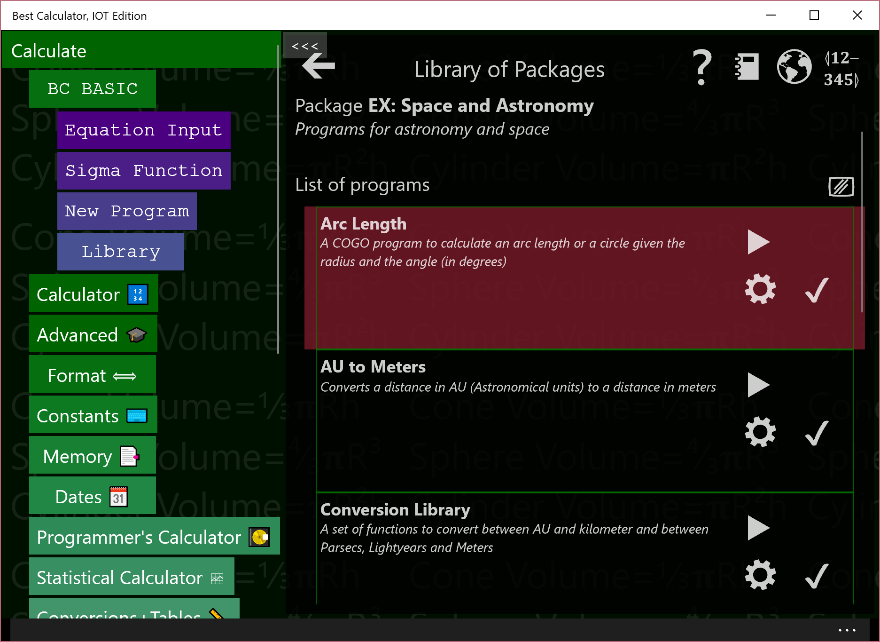 Best Calculator, IOT Edition
Calculate
BC BASIC
Equation Input
Sigma Function
New Program
Library
Calculator
Advanced
Format
Constants
Memory
Dates
31
Programmer's Calculator
Statistical Calculator
Conversions+Tables
<<<
Library of Packages
?
(12-
345)
Package EX: Space and Astronomy
Programs for astronomy and space
List of programs
Arc Length
A COGO program to calculate an arc length or a circle given the
radius and the angle (in degrees)
AU to Meters
Converts a distance in AU (Astronomical units) to a distance in meters
Conversion Library
A set of functions to convert between AU and kilometer and between
Parsecs, Lightyears and Meters